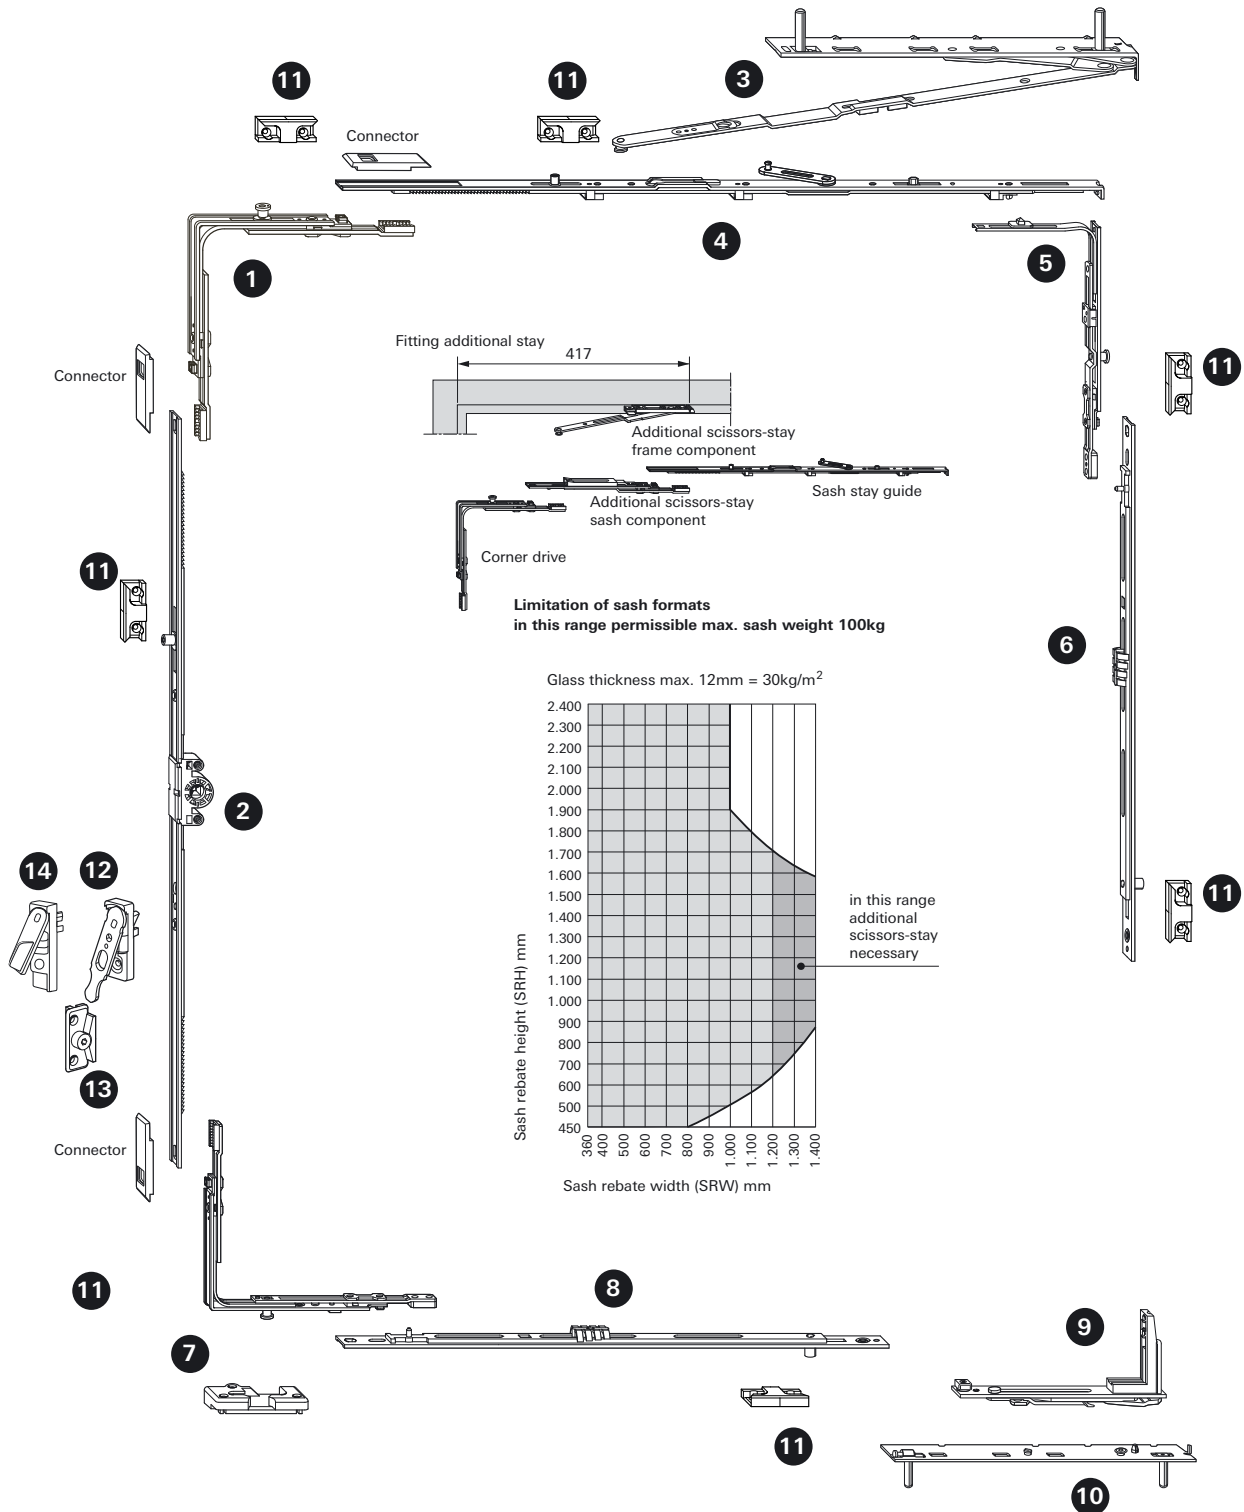 11
11
3
Connector
4
1
5
Fitting additional stay
417
Connector
11
Additional scissors-stay
frame component
Sash stay guide
Additional scissors-stay
sash component
Corner drive
11
Limitation of sash formats
in this range permissible max. sash weight 100kg
6
Glass thickness max. 12mm = 30kg/m²
2.400
2.300
2.200
2.100
2.000
1.900
1.800
1.700
1.600
1.500
1.400
1.300
1.200
1.100
1.000
900
800
700
600
500
450
Sash rebate height (SRH) mm
360
400
500
600
700
800
900
1.000
1.100
1.200
1.300
1.400
Sash rebate width (SRW) mm
in this range
additional
scissors-stay
necessary
2
14
12
11
13
Connector
11
8
7
9
11
10